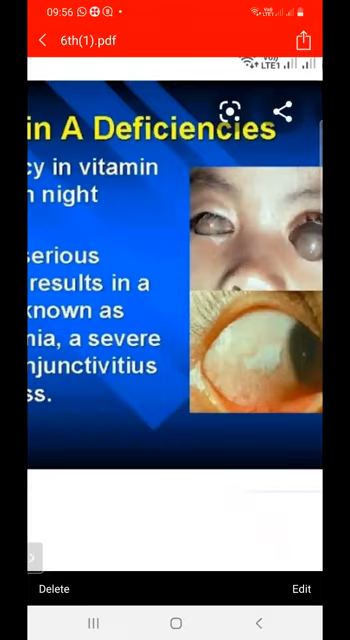 09:56
6th(1).pdf
LTE1
in A Deficiencies
cy in vitamin
n night
serious
results in a
known as
nia, a severe
njunctivitius
ss.
Delete
Edit